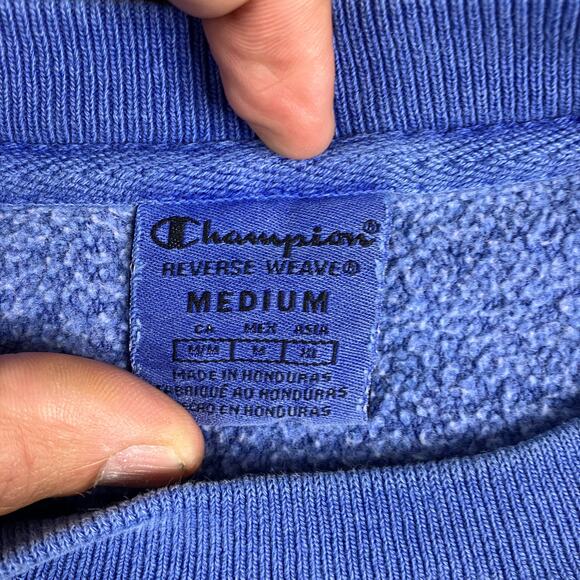 Champion®
REVERSE WEAVE®
MEDIUM
CA MEX ASIA
M/M M XL
MADE IN HONDURAS
FABRIQUÉ AU HONDURAS
HECHO EN HONDURAS